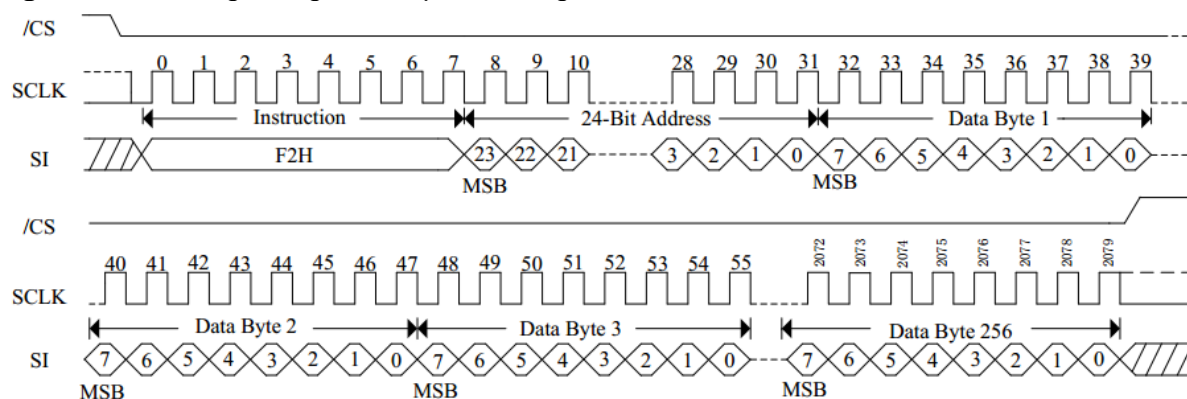 /CS
0 1 2 3 4 5 6 7 8 9 10 28 29 30 31 32 33 34 35 36 37 38 39
SCLK
Instruction 24-Bit Address Data Byte 1
SI F2H 23 22 21 3 2 1 0 7 6 5 4 3 2 1 0
MSB MSB
/CS
40 41 42 43 44 45 46 47 48 49 50 51 52 53 54 55 2072 2073 2074 2075 2076 2077 2078 2079
SCLK
Data Byte 2 Data Byte 3 Data Byte 256
SI 7 6 5 4 3 2 1 0 7 6 5 4 3 2 1 0 7 6 5 4 3 2 1 0
MSB MSB MSB